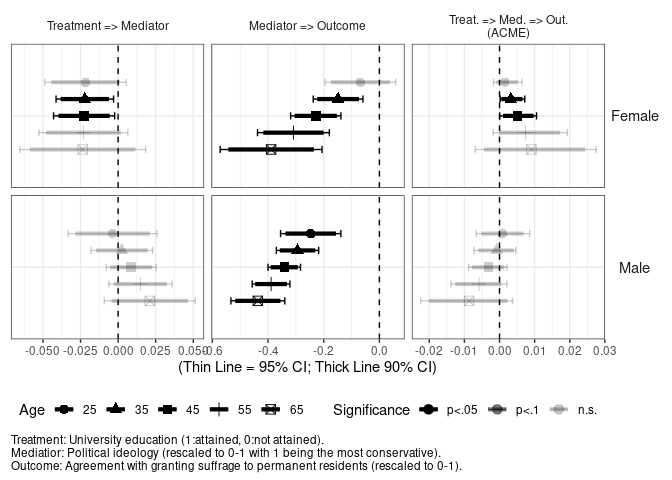 Treatment => Mediator
Mediator => Outcome
Treat. => Med. => Out.
(ACME)
Female
Male
-0.050 -0.025 0.000 0.025 0.050
-0.6 -0.4 -0.2 0.0
-0.02 -0.01 0.00 0.01 0.02 0.03
(Thin Line = 95% CI; Thick Line 90% CI)
Age 25 35 45 55 65 Significance p<.05 p<.1 n.s.
Treatment: University education (1:attained, 0:not attained).
Mediator: Political ideology (rescaled to 0-1 with 1 being the most conservative).
Outcome: Agreement with granting suffrage to permanent residents (rescaled to 0-1).